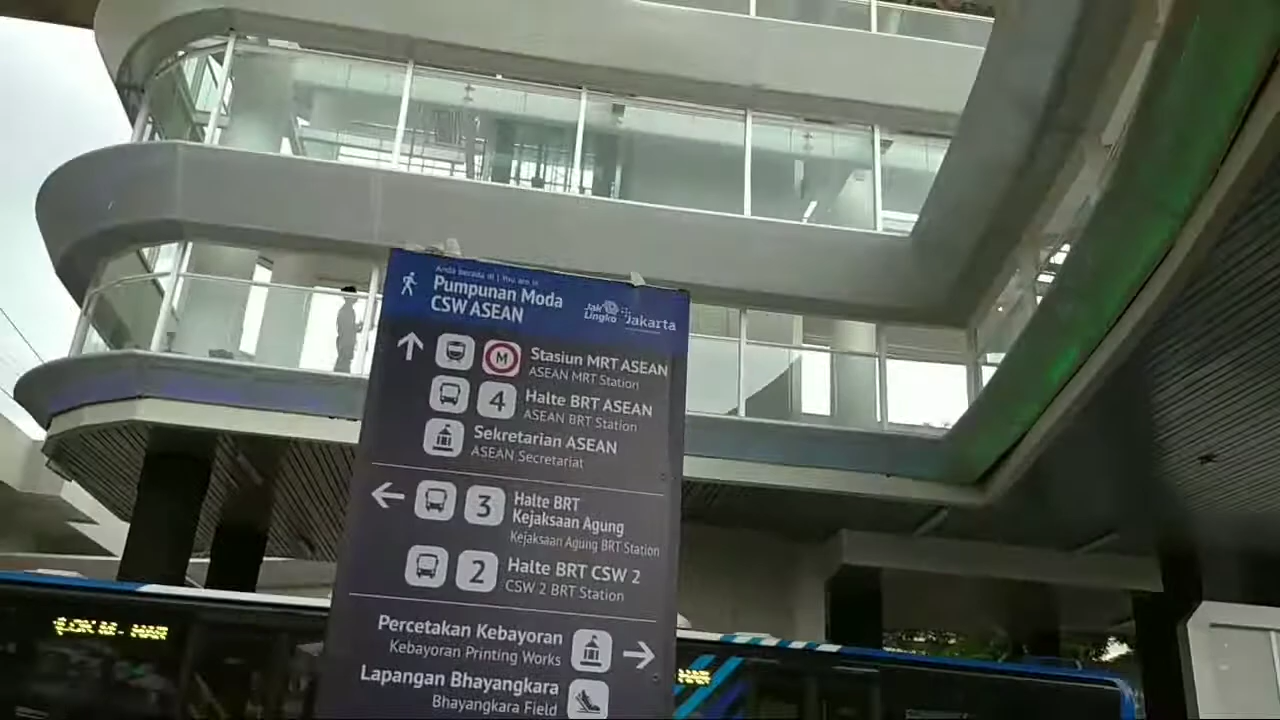 Anda berada di | You are in
Pumpunan Moda
CSW ASEAN
Jak
Lingko
Jakarta
M
Stasiun MRT ASEAN
ASEAN MRT Station
4
Halte BRT ASEAN
ASEAN BRT Station
Sekretarian ASEAN
ASEAN Secretariat
3
Halte BRT
Kejaksaan Agung
Kejaksaan Agung BRT Station
2
Halte BRT CSW 2
CSW 2 BRT Station
Percetakan Kebayoran
Kebayoran Printing Works
Lapangan Bhayangkara
Bhayangkara Field